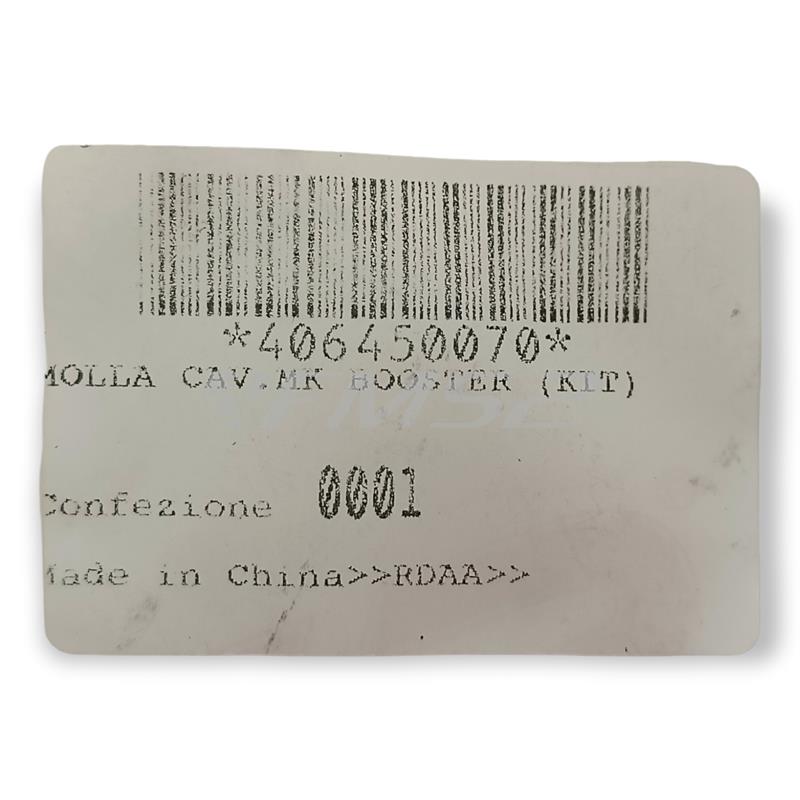 *406450070*
MOLLA CAV.MK BOOSTER (KIT)
Confezione 0001
Made in China>>RDAA>>